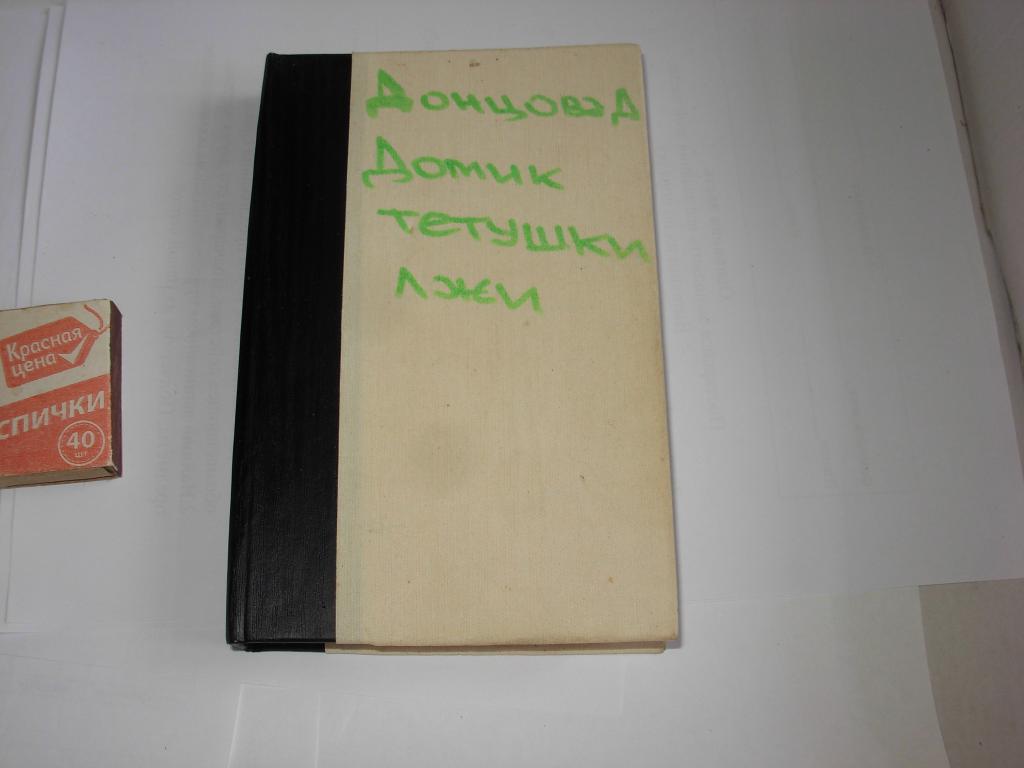 Донцова Д
Домик
тетушки
лжи
Красная
цена
спички
40
шт